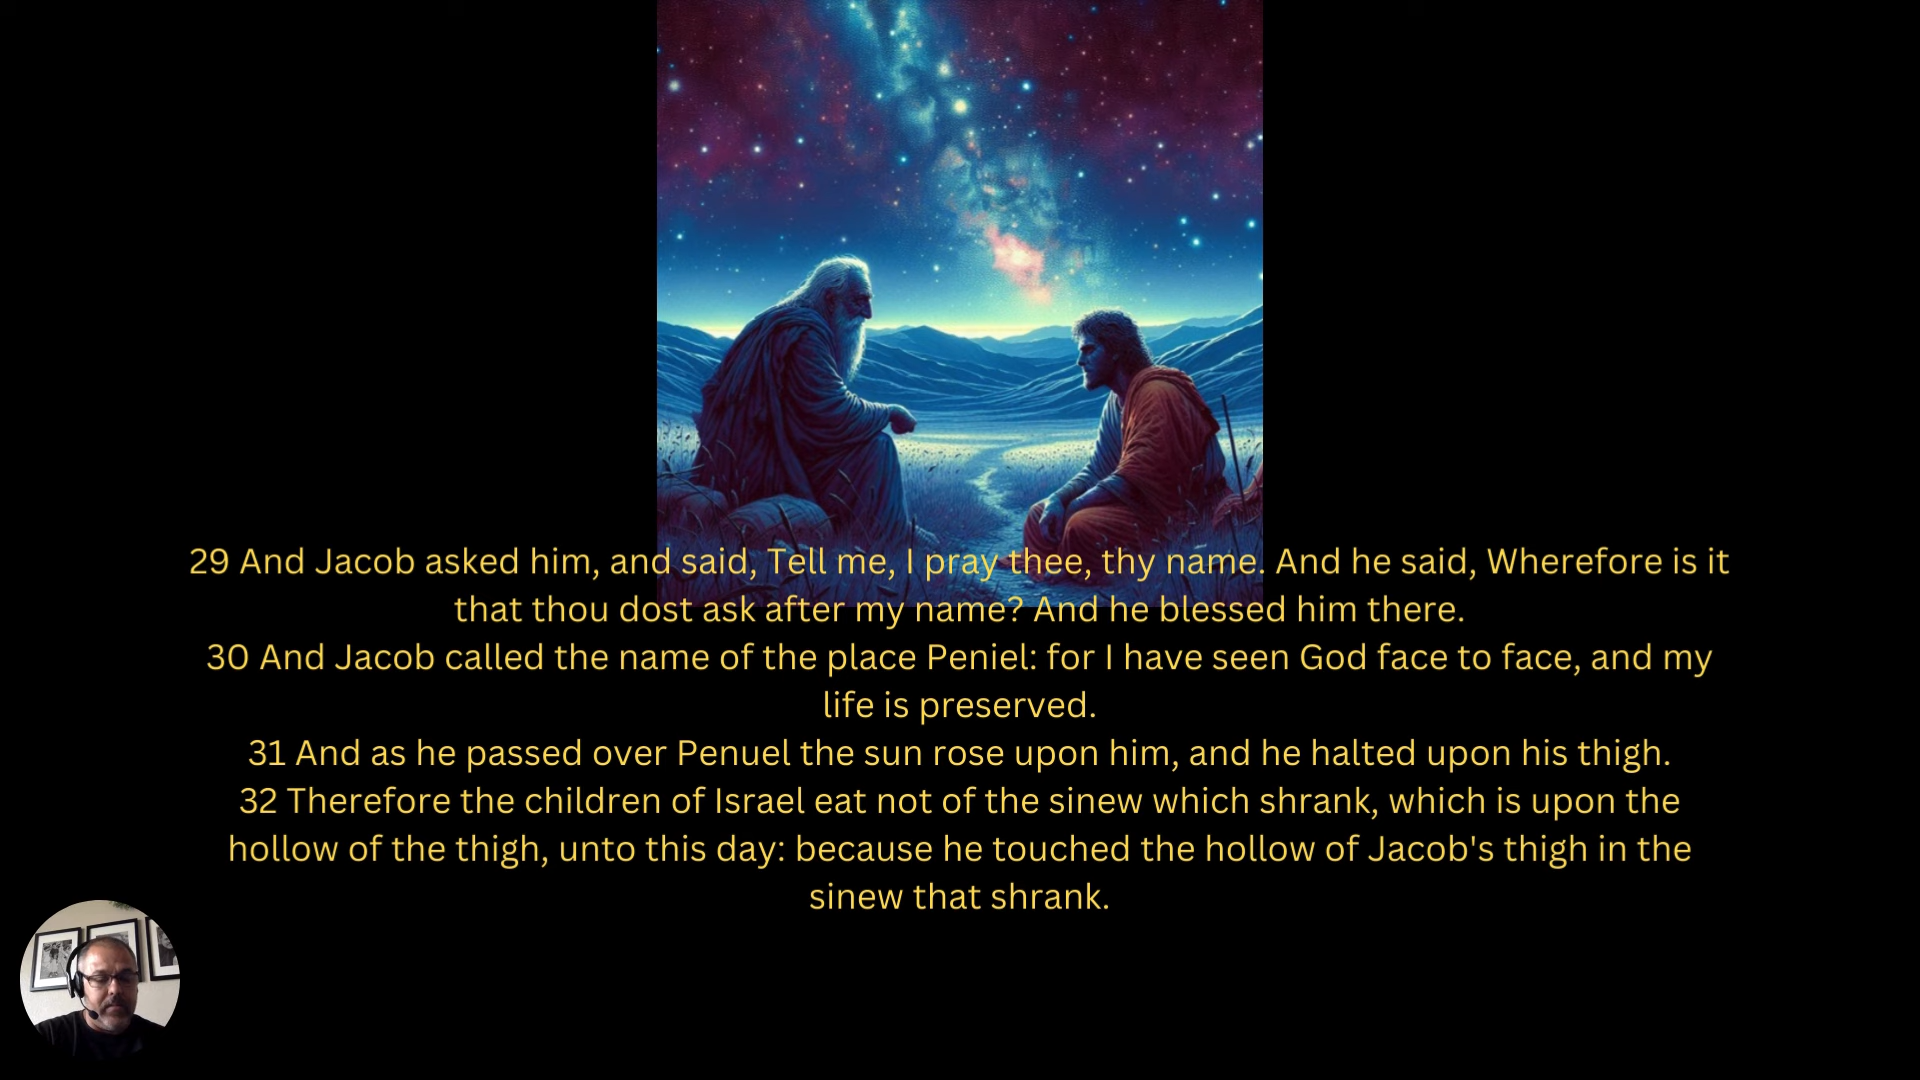 29 And Jacob asked him, and said, Tell me, I pray thee, thy name. And he said, Wherefore is it
that thou dost ask after my name? And he blessed him there.
30 And Jacob called the name of the place Peniel: for I have seen God face to face, and my
life is preserved.
31 And as he passed over Penuel the sun rose upon him, and he halted upon his thigh.
32 Therefore the children of Israel eat not of the sinew which shrank, which is upon the
hollow of the thigh, unto this day: because he touched the hollow of Jacob's thigh in the
sinew that shrank.